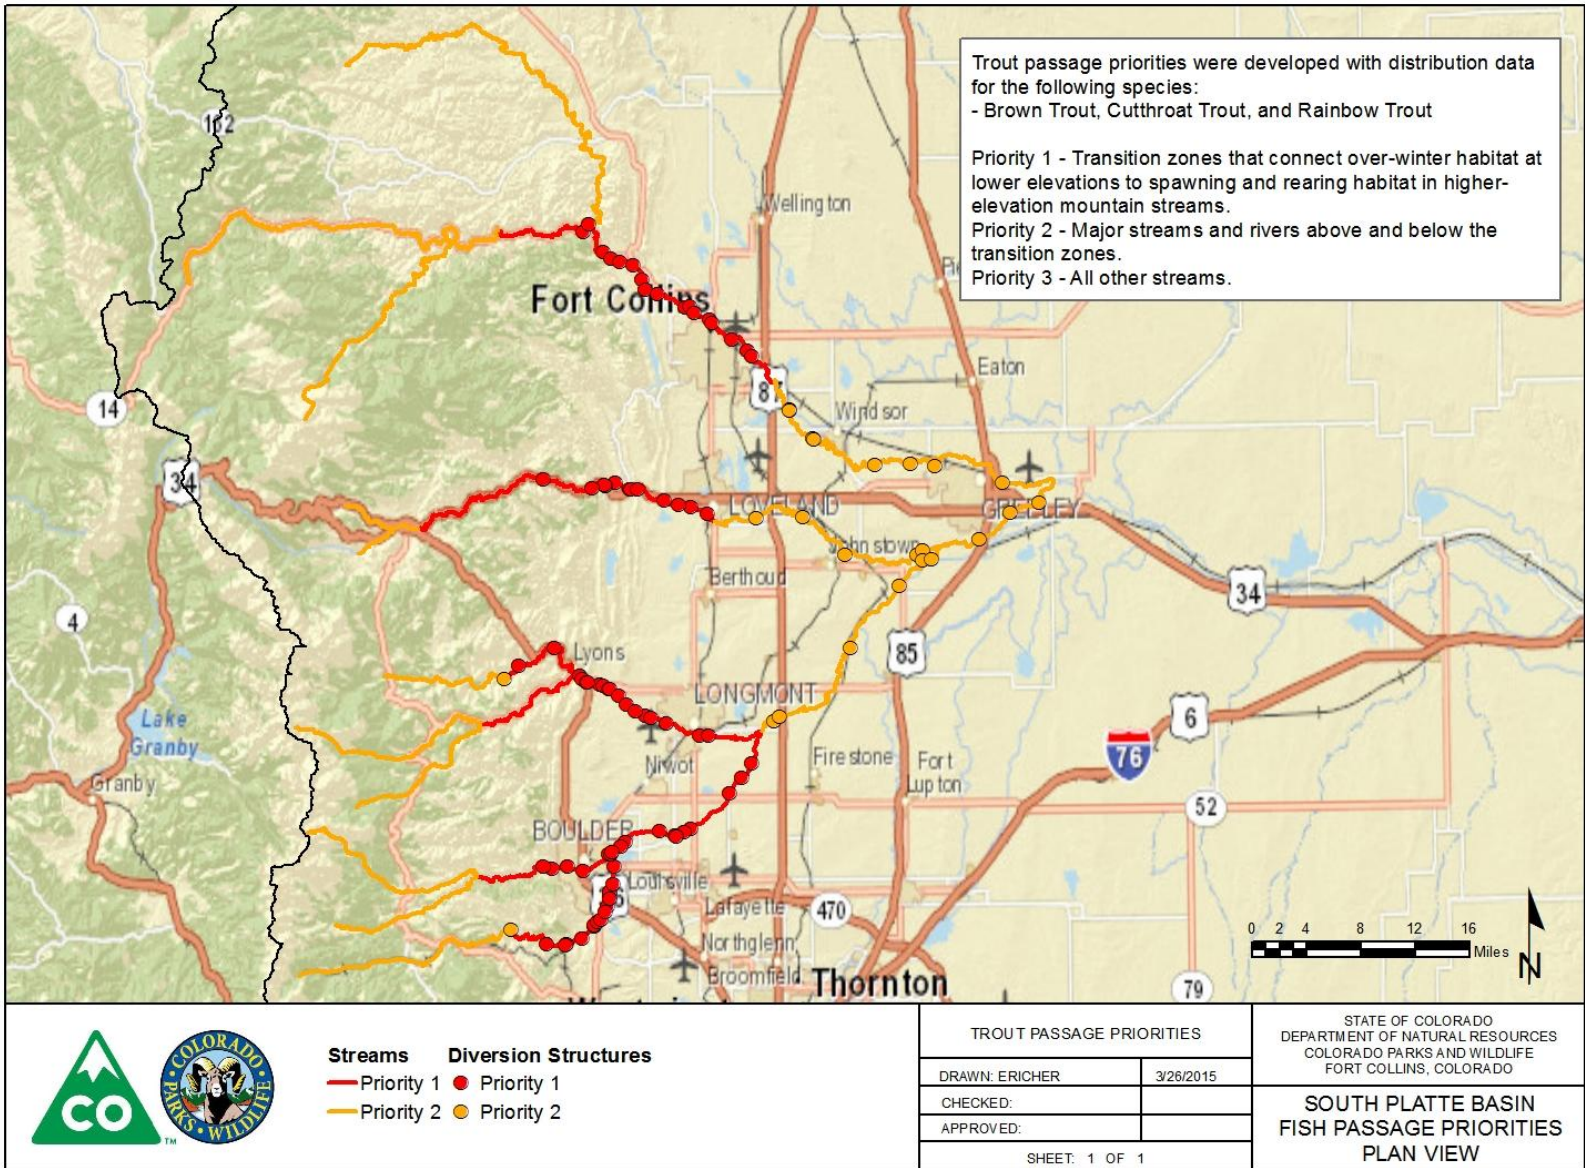 Trout passage priorities were developed with distribution data
for the following species:
- Brown Trout, Cutthroat Trout, and Rainbow Trout
Priority 1 - Transition zones that connect over-winter habitat at
lower elevations to spawning and rearing habitat in higher-
elevation mountain streams.
Priority 2 - Major streams and rivers above and below the
transition zones.
Priority 3 - All other streams.
Wellington
Fort Collins
Eaton
87
Windsor
14
34
LOVELAND
GREELEY
Johnstown
Berthoud
34
4
85
Lyons
LONGMONT
Lake
Granby
6
76
Niwot
Firestone
Fort
Lupton
Granby
52
BOULDER
Louisville
Lafayette
470
Northglenn
Broomfield
Thornton
79
0 2 4 8 12 16
Miles
N
CO
TM
COLORADO
PARKS • WILDLIFE
Streams Diversion Structures
Priority 1 Priority 1
Priority 2 Priority 2
TROUT PASSAGE PRIORITIES
DRAWN: ERICHER 3/26/2015
CHECKED:
APPROVED:
SHEET: 1 OF 1
STATE OF COLORADO
DEPARTMENT OF NATURAL RESOURCES
COLORADO PARKS AND WILDLIFE
FORT COLLINS, COLORADO
SOUTH PLATTE BASIN
FISH PASSAGE PRIORITIES
PLAN VIEW